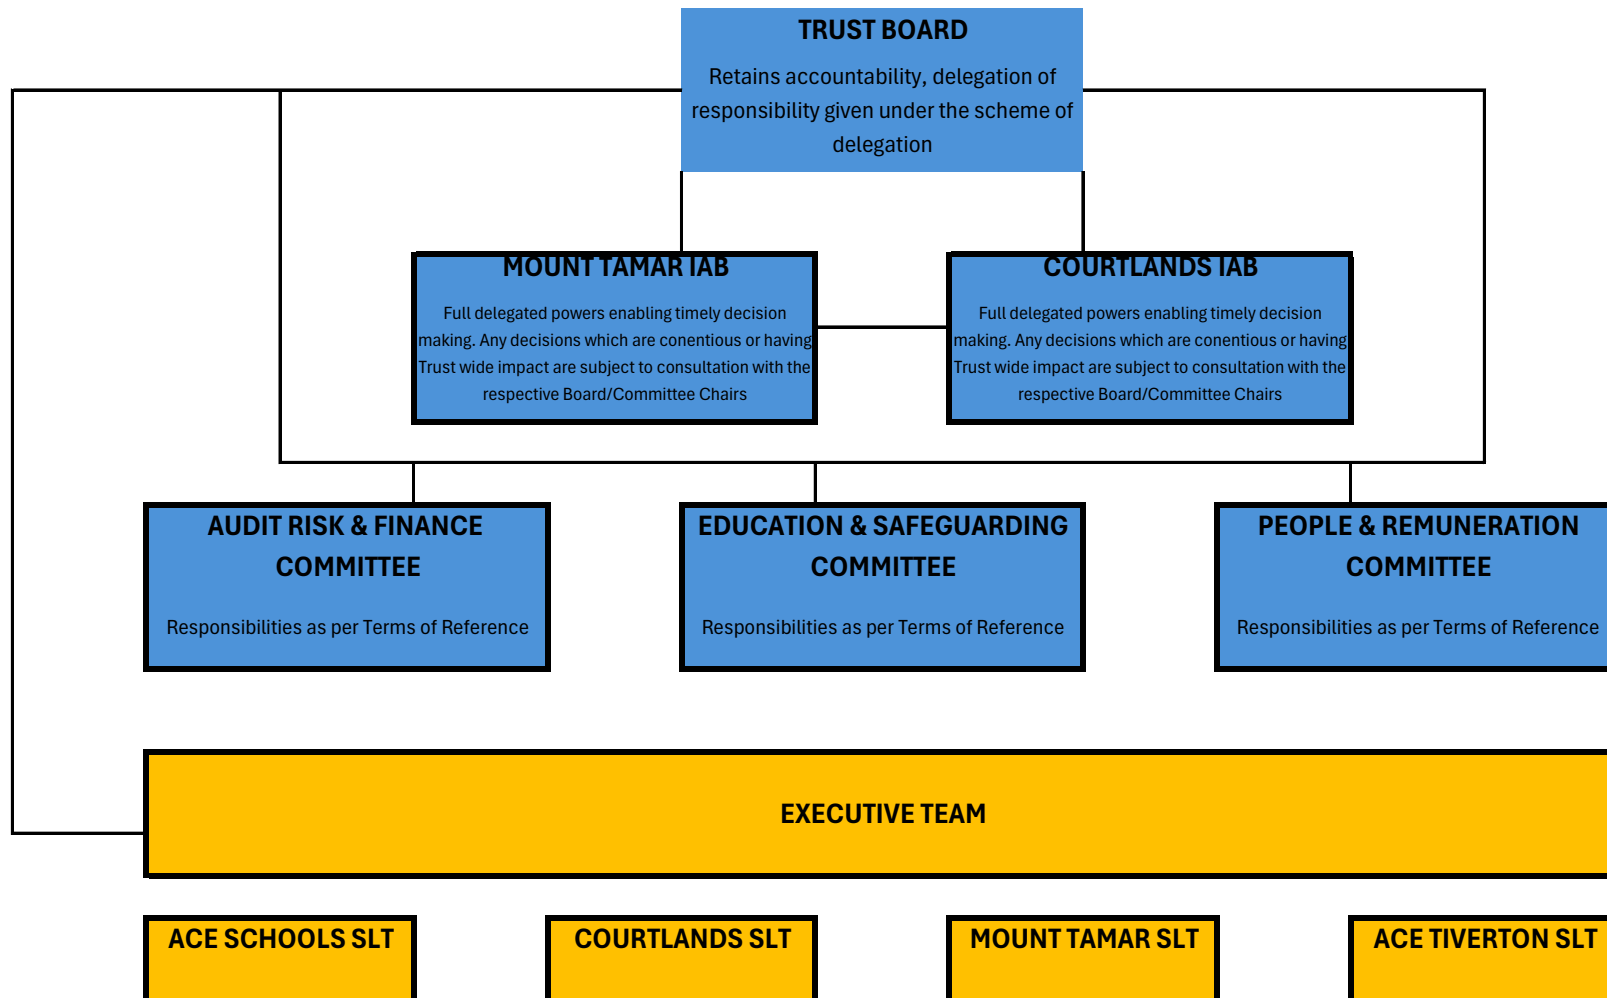 TRUST BOARD
Retains accountability, delegation of
responsibility given under the scheme of
delegation
MOUNT TAMAR IAB
Full delegated powers enabling timely decision
making. Any decisions which are conentious or having
Trust wide impact are subject to consultation with the
respective Board/Committee Chairs
COURTLANDS IAB
Full delegated powers enabling timely decision
making. Any decisions which are conentious or having
Trust wide impact are subject to consultation with the
respective Board/Committee Chairs
AUDIT RISK & FINANCE
COMMITTEE
Responsibilities as per Terms of Reference
EDUCATION & SAFEGUARDING
COMMITTEE
Responsibilities as per Terms of Reference
PEOPLE & REMUNERATION
COMMITTEE
Responsibilities as per Terms of Reference
EXECUTIVE TEAM
ACE SCHOOLS SLT
COURTLANDS SLT
MOUNT TAMAR SLT
ACE TIVERTON SLT